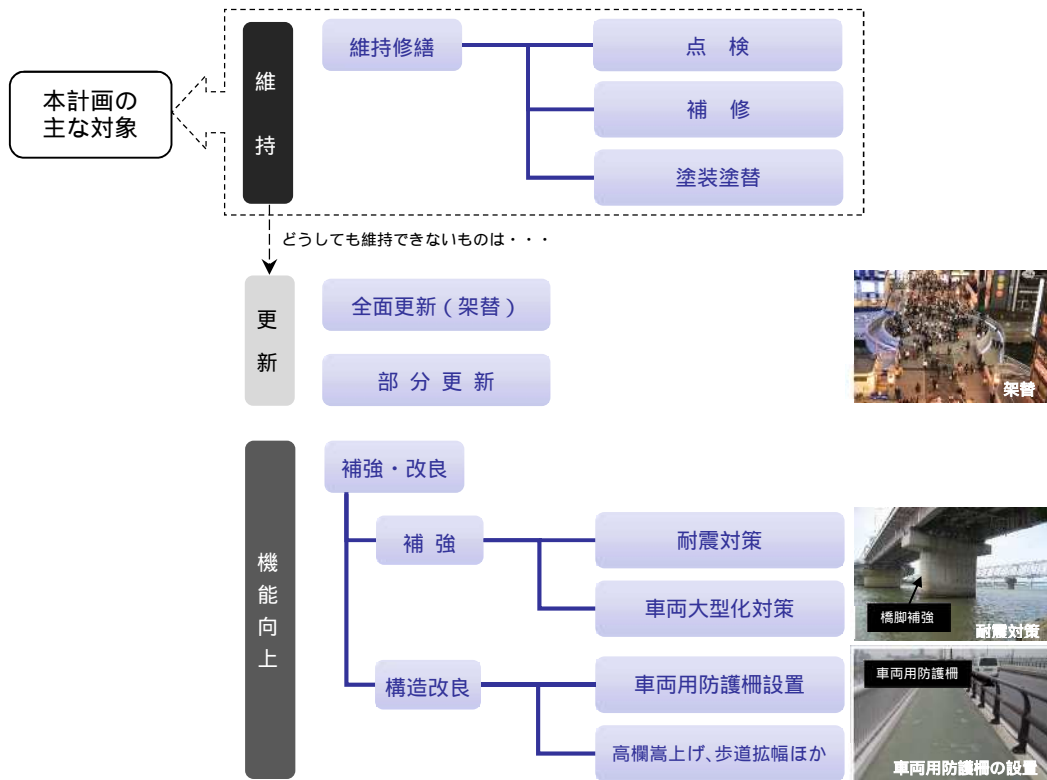 本計画の
主な対象
維持
維持修繕
点 検
補 修
塗装塗替
どうしても維持できないものは・・・
更新
全面更新（架替）
部 分 更 新
架替
機能向上
補強・改良
補 強
耐震対策
車両大型化対策
橋脚補強
耐震対策
構造改良
車両用防護柵設置
高欄嵩上げ、歩道拡幅ほか
車両用防護柵
車両用防護柵の設置